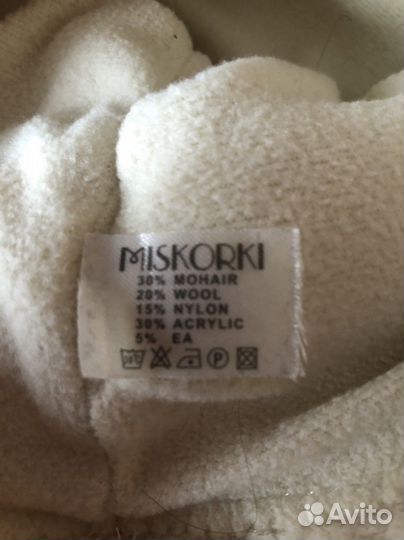 MISKORKI
30% MOHAIR
20% WOOL
15% NYLON
30% ACRYLIC
5% EA
P
Avito